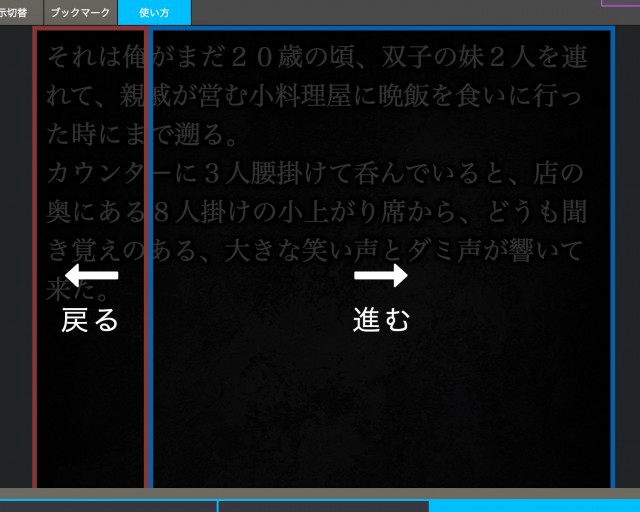 示切替
ブックマーク
使い方
それは俺がまだ２０歳の頃、双子の妹２人を連
れて、親戚が営む小料理屋に晩飯を食いに行っ
た時にまで遡る。
カウンターに３人腰掛けて呑んでいると、店の
奥にある８人掛けの小上がり席から、どうも聞
き覚えのある、大きな笑い声とダミ声が響いて
来た。
戻る
進む